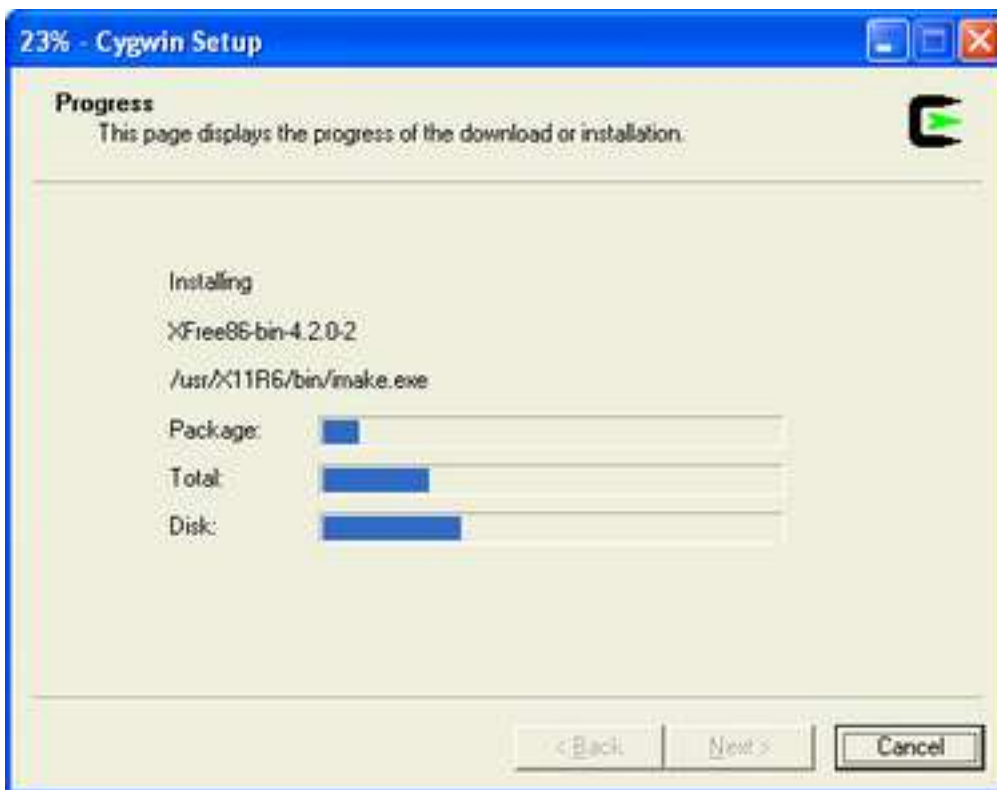 23% - Cygwin Setup
Progress
This page displays the progress of the download or installation.
Installing
XFree86-bin-4.2.0-2
/usr/X11R6/bin/imake.exe
Package:
Total:
Disk:
< Back
Next >
Cancel